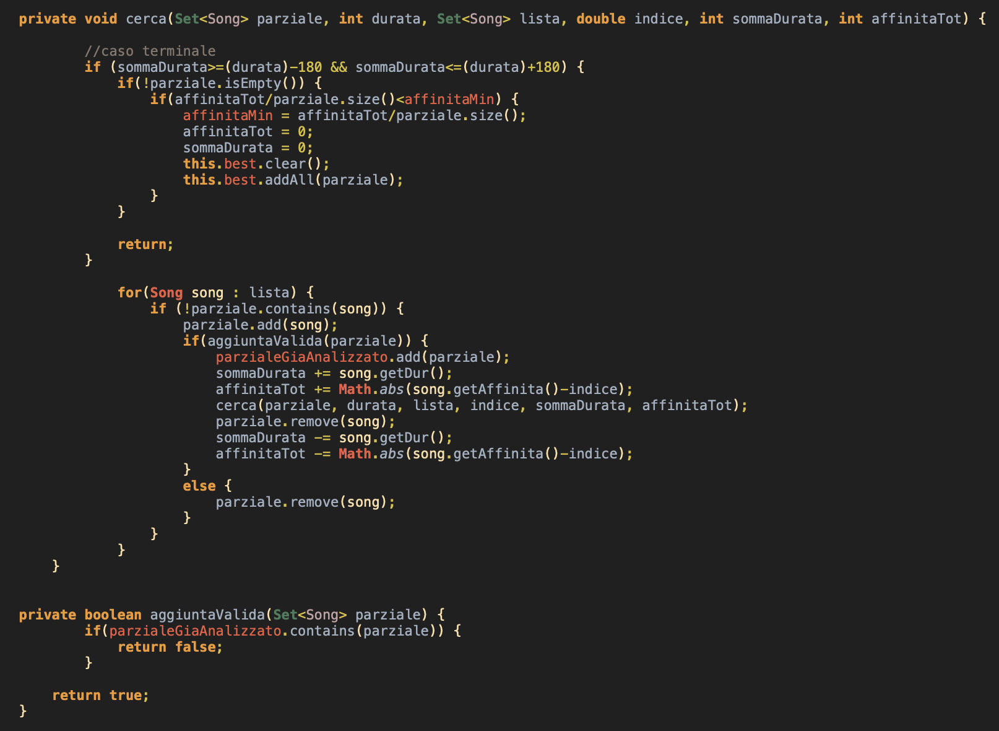 private void cerca(Set<Song> parziale, int durata, Set<Song> lista, double indice, int sommaDurata, int affinitaTot) {
//caso terminale
if (sommaDurata>=(durata)-180 && sommaDurata<=(durata)+180) {
if(!parziale.isEmpty()) {
if(affinitaTot/parziale.size()<affinitaMin) {
affinitaMin = affinitaTot/parziale.size();
affinitaTot = 0;
sommaDurata = 0;
this.best.clear();
this.best.addAll(parziale);
}
}
return;
}
for(Song song : lista) {
if (!parziale.contains(song)) {
parziale.add(song);
if(aggiuntaValida(parziale)) {
parzialeGiaAnalizzato.add(parziale);
sommaDurata += song.getDur();
affinitaTot += Math.abs(song.getAffinita()-indice);
cerca(parziale, durata, lista, indice, sommaDurata, affinitaTot);
parziale.remove(song);
sommaDurata -= song.getDur();
affinitaTot -= Math.abs(song.getAffinita()-indice);
}
else {
parziale.remove(song);
}
}
}
}
private boolean aggiuntaValida(Set<Song> parziale) {
if(parzialeGiaAnalizzato.contains(parziale)) {
return false;
}
return true;
}